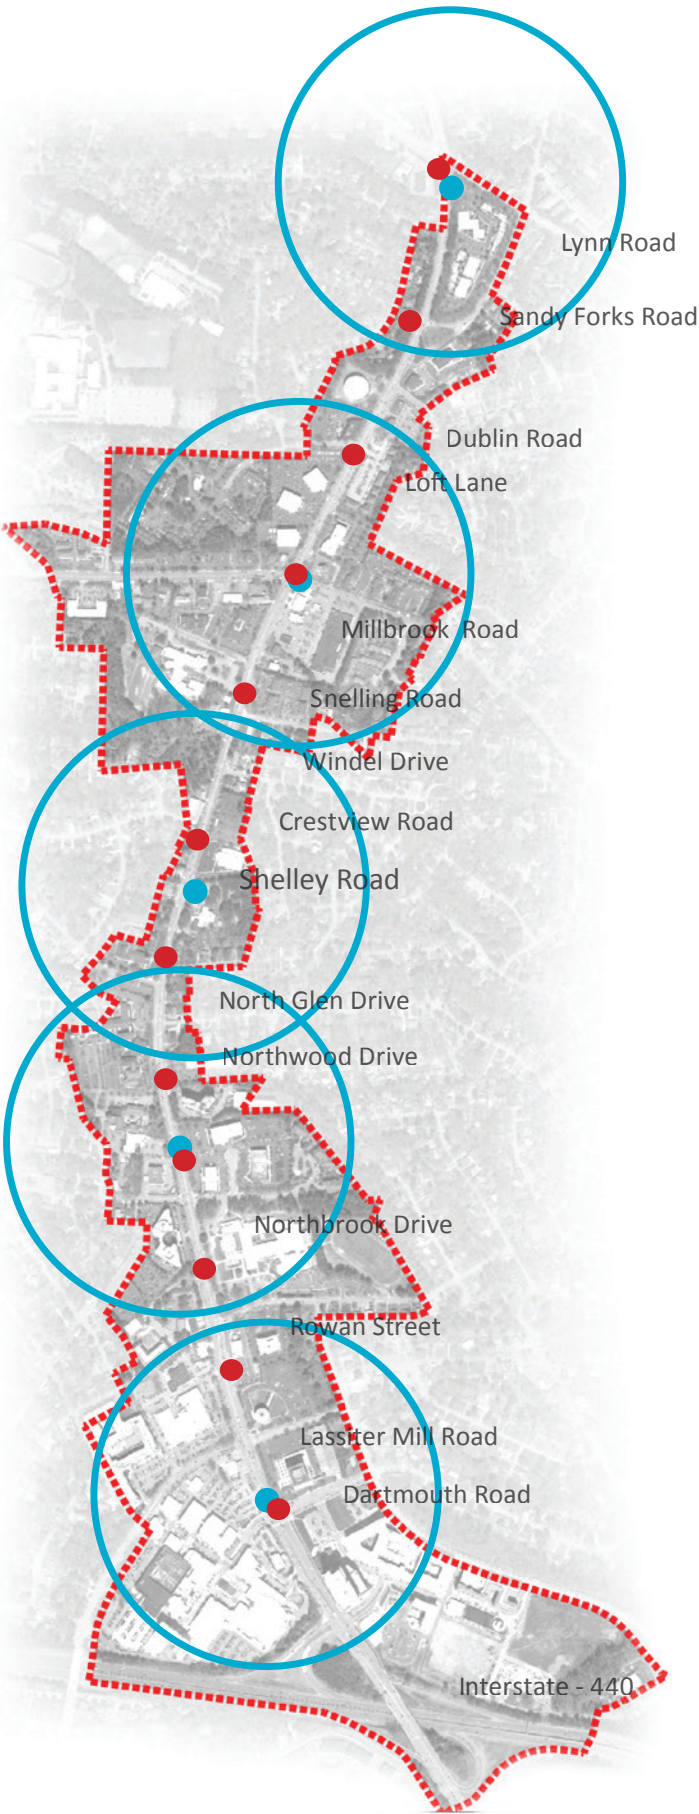 Lynn Road
Sandy Forks Road
Dublin Road
Loft Lane
Millbrook Road
Snelling Road
Windel Drive
Crestview Road
Shelley Road
North Glen Drive
Northwood Drive
Northbrook Drive
Rowan Street
Lassiter Mill Road
Dartmouth Road
Interstate - 440